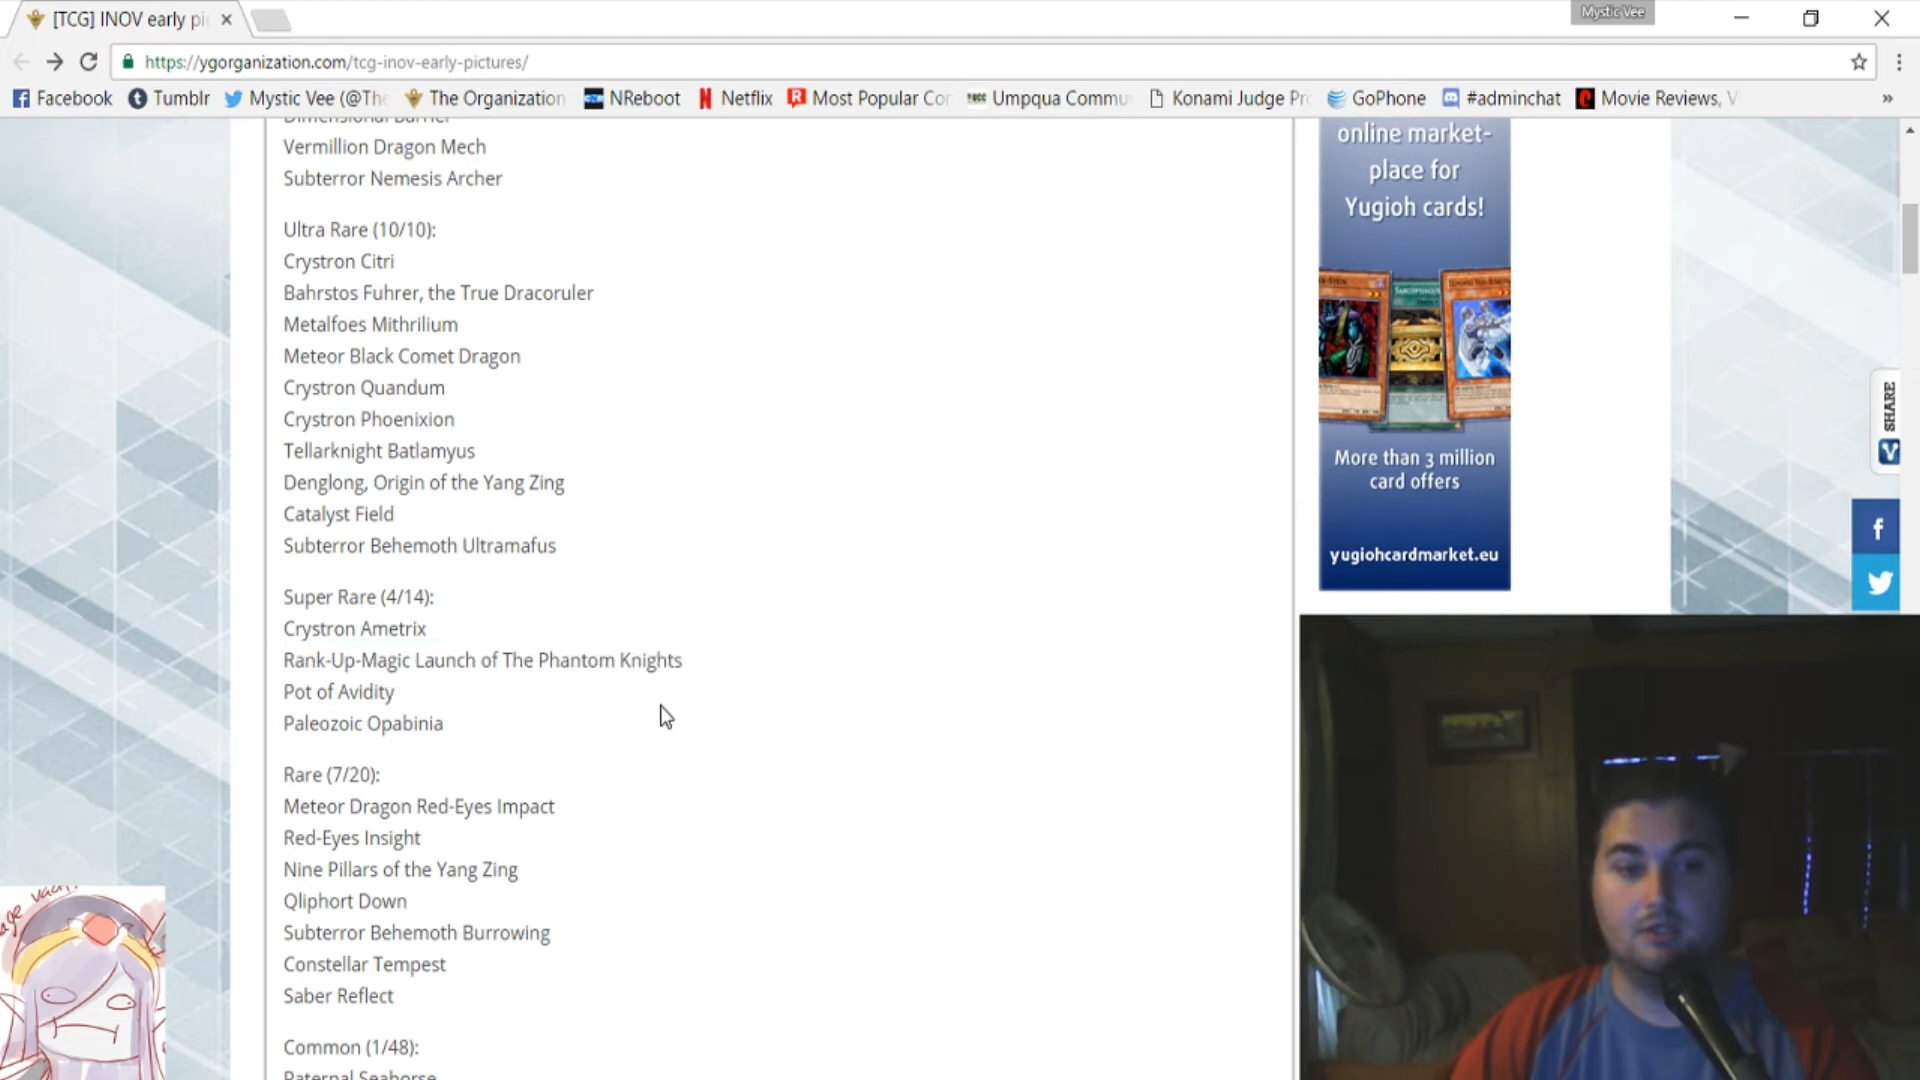 [TCG] INOV early pi
Mystic Vee
https://ygorganization.com/tcg-inov-early-pictures/
Facebook Tumblr Mystic Vee (@The The Organization NReboot Netflix Most Popular Cor Umpqua Commu Konami Judge Pro GoPhone #adminchat Movie Reviews, V »
Dimensional Barrier
Vermillion Dragon Mech
Subterror Nemesis Archer
Ultra Rare (10/10):
Crystron Citri
Bahrstos Fuhrer, the True Dracoruler
Metalfoes Mithrilium
Meteor Black Comet Dragon
Crystron Quandum
Crystron Phoenixion
Tellarknight Batlamyus
Denglong, Origin of the Yang Zing
Catalyst Field
Subterror Behemoth Ultramafus
Super Rare (4/14):
Crystron Ametrix
Rank-Up-Magic Launch of The Phantom Knights
Pot of Avidity
Paleozoic Opabinia
Rare (7/20):
Meteor Dragon Red-Eyes Impact
Red-Eyes Insight
Nine Pillars of the Yang Zing
Qliphort Down
Subterror Behemoth Burrowing
Constellar Tempest
Saber Reflect
Common (1/48):
Paternal Seahorse
online market-
place for
Yugioh cards!
More than 3 million
card offers
yugiohcardmarket.eu
SHARE